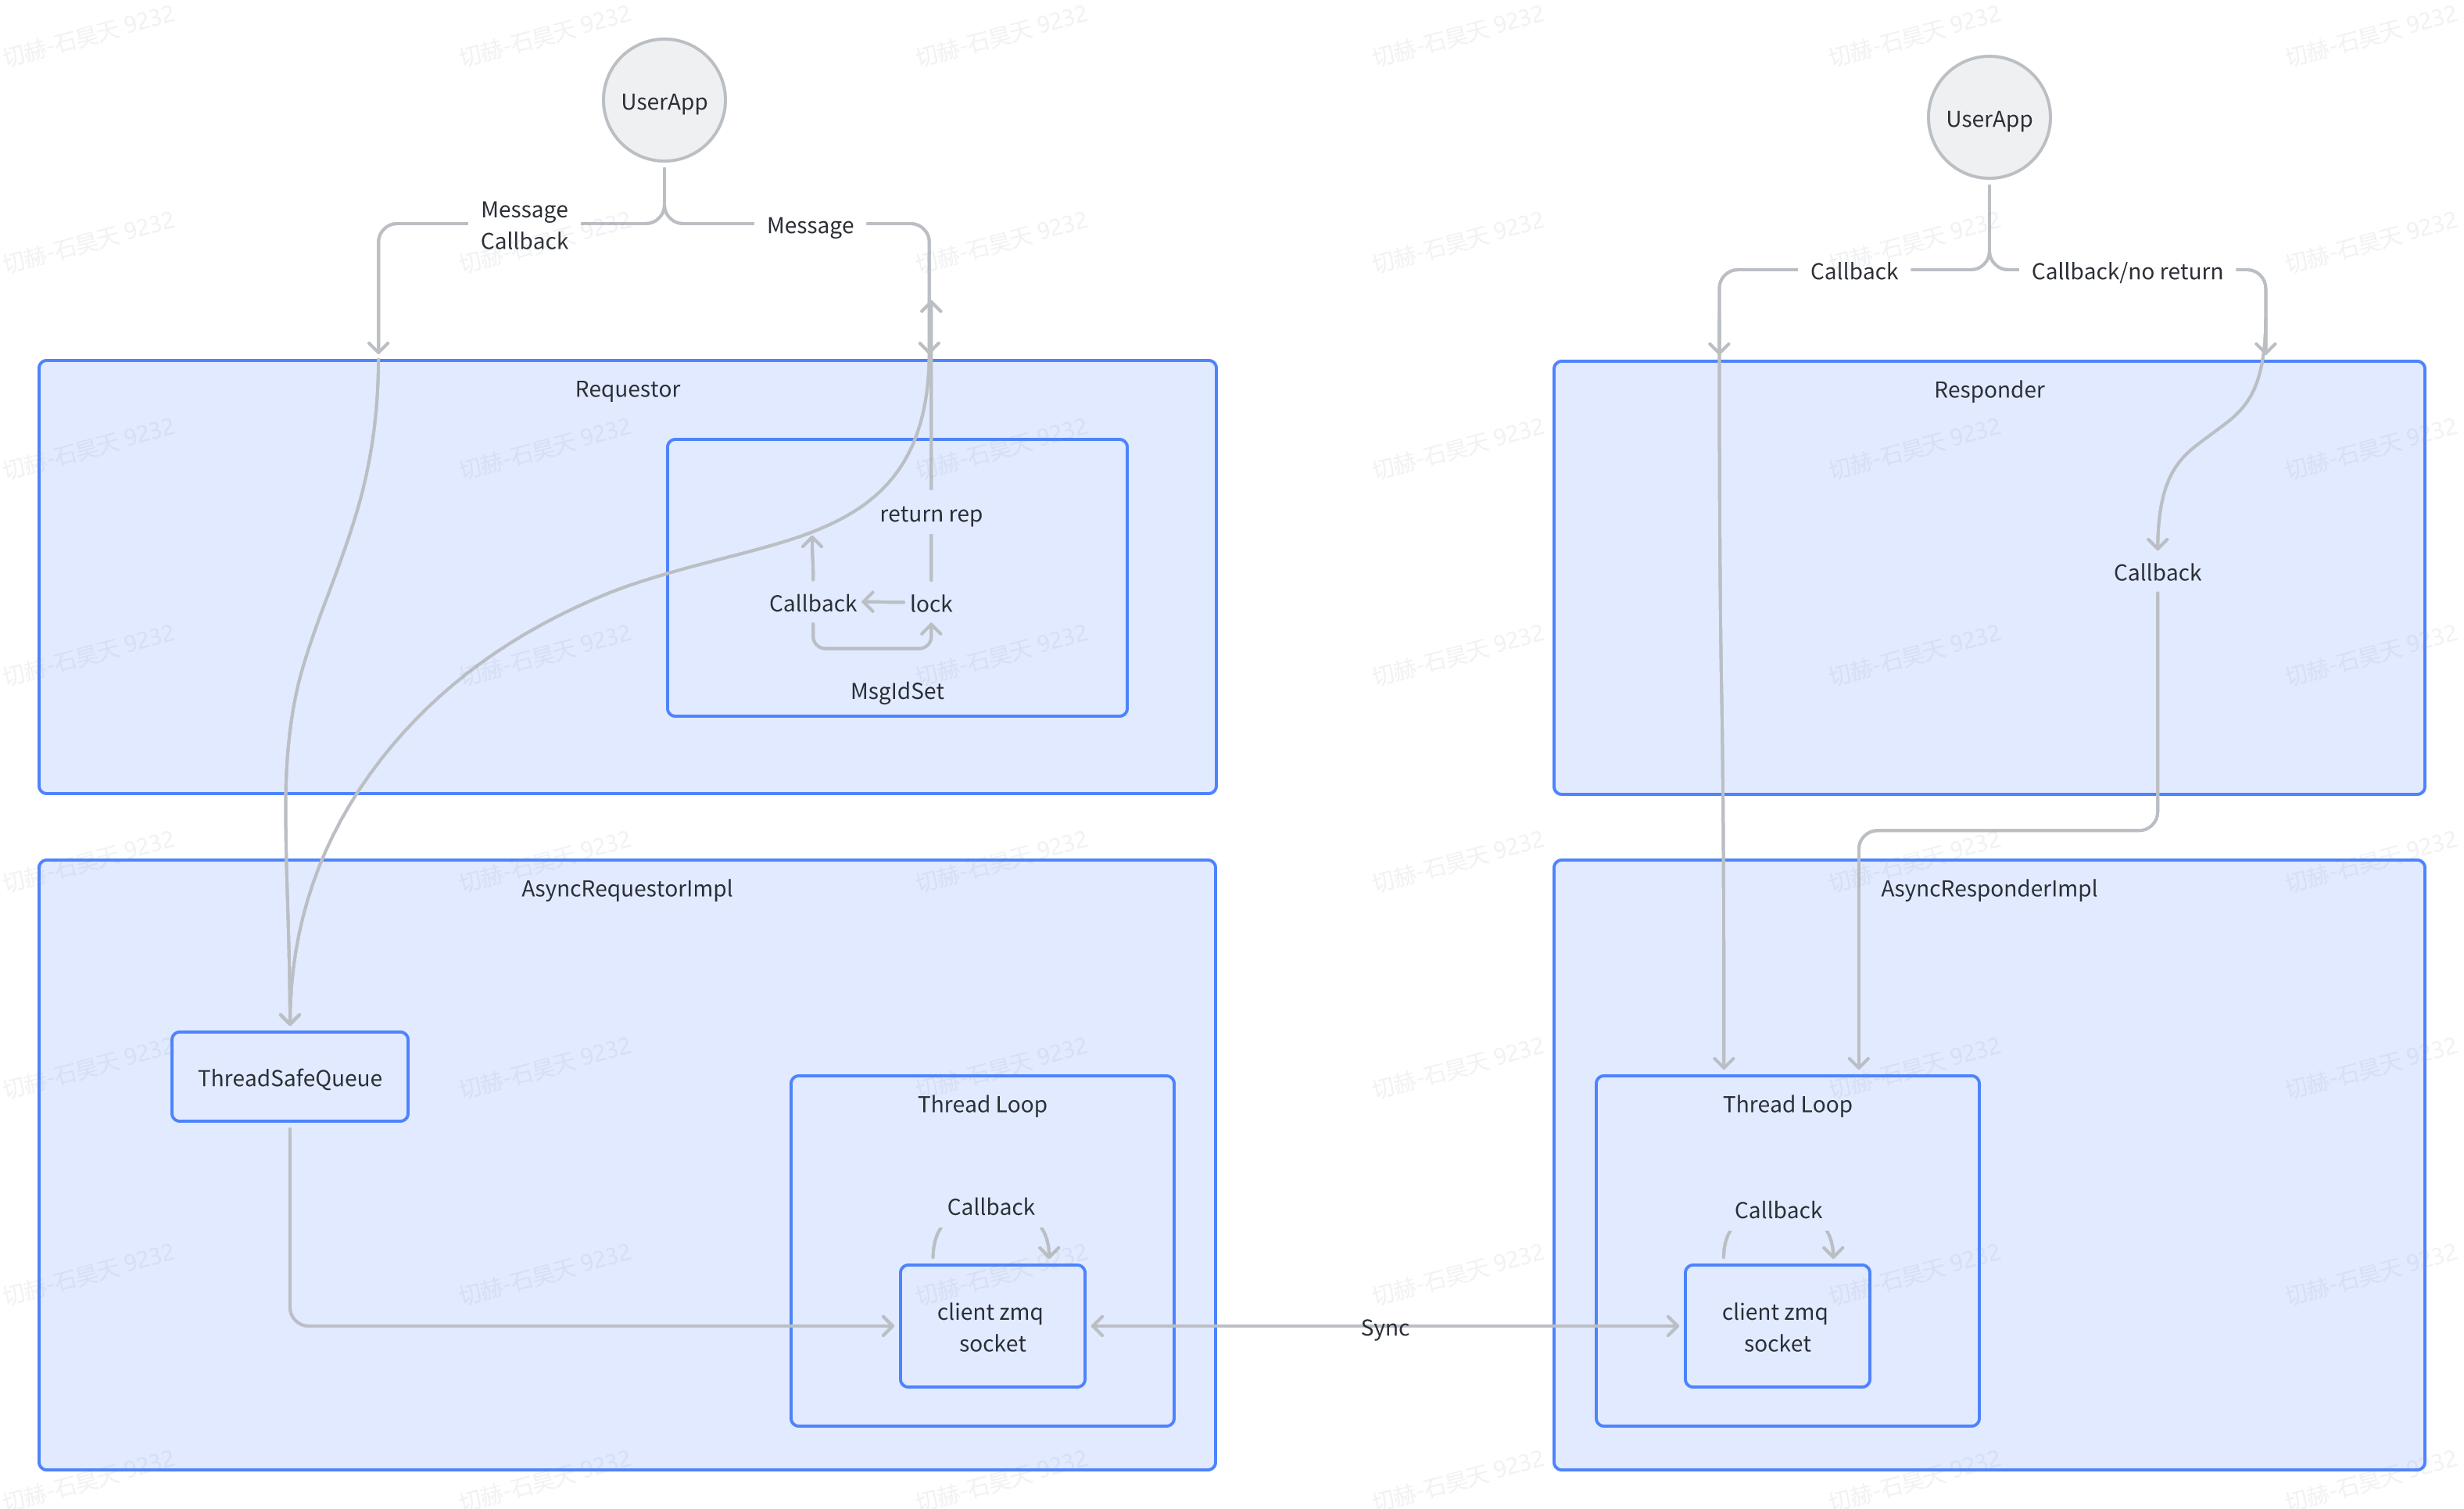 UserApp
UserApp
Message
Callback
Message
Callback
Callback/no return
Requestor
Responder
return rep
Callback
Callback
lock
MsgIdSet
AsyncRequestorImpl
AsyncResponderImpl
ThreadSafeQueue
Thread Loop
Thread Loop
Callback
Callback
client zmq
socket
Sync
client zmq
socket
切赫-石昊天 9232